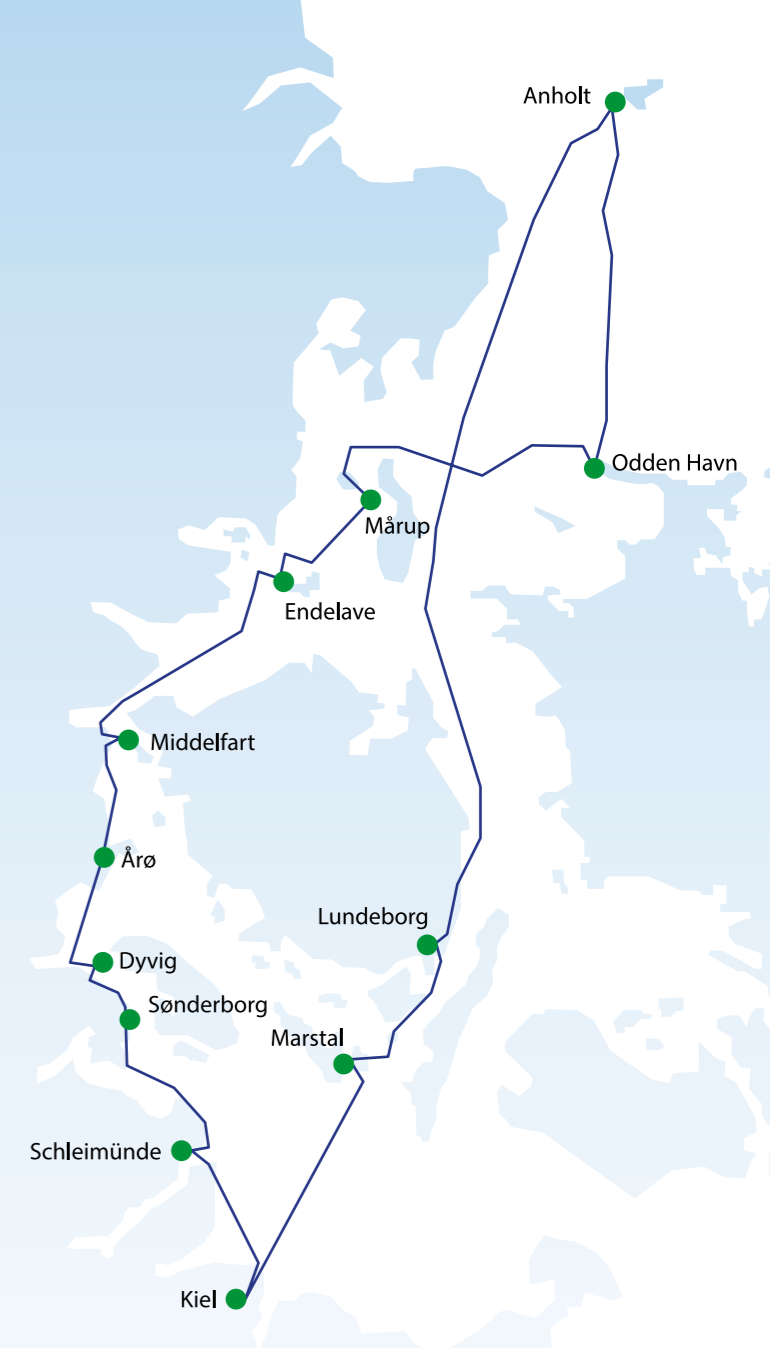 Anholt
Odden Havn
Mårup
Endelave
Middelfart
Årø
Lundeborg
Dyvig
Sønderborg
Marstal
Schleimünde
Kiel